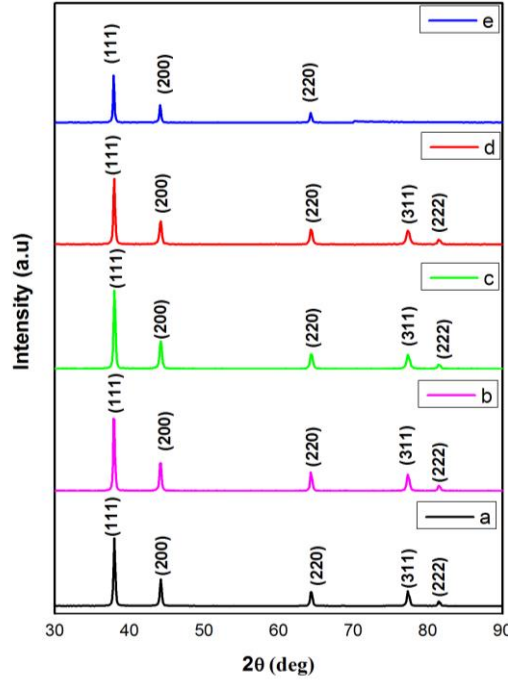 e
(111)
(200)
(220)
d
(111)
(200)
(220)
(311)
(222)
c
(111)
(200)
(220)
(311)
(222)
b
(111)
(200)
(220)
(311)
(222)
a
(111)
(200)
(220)
(311)
(222)
Intensity (a.u)
30 40 50 60 70 80 90
2θ (deg)